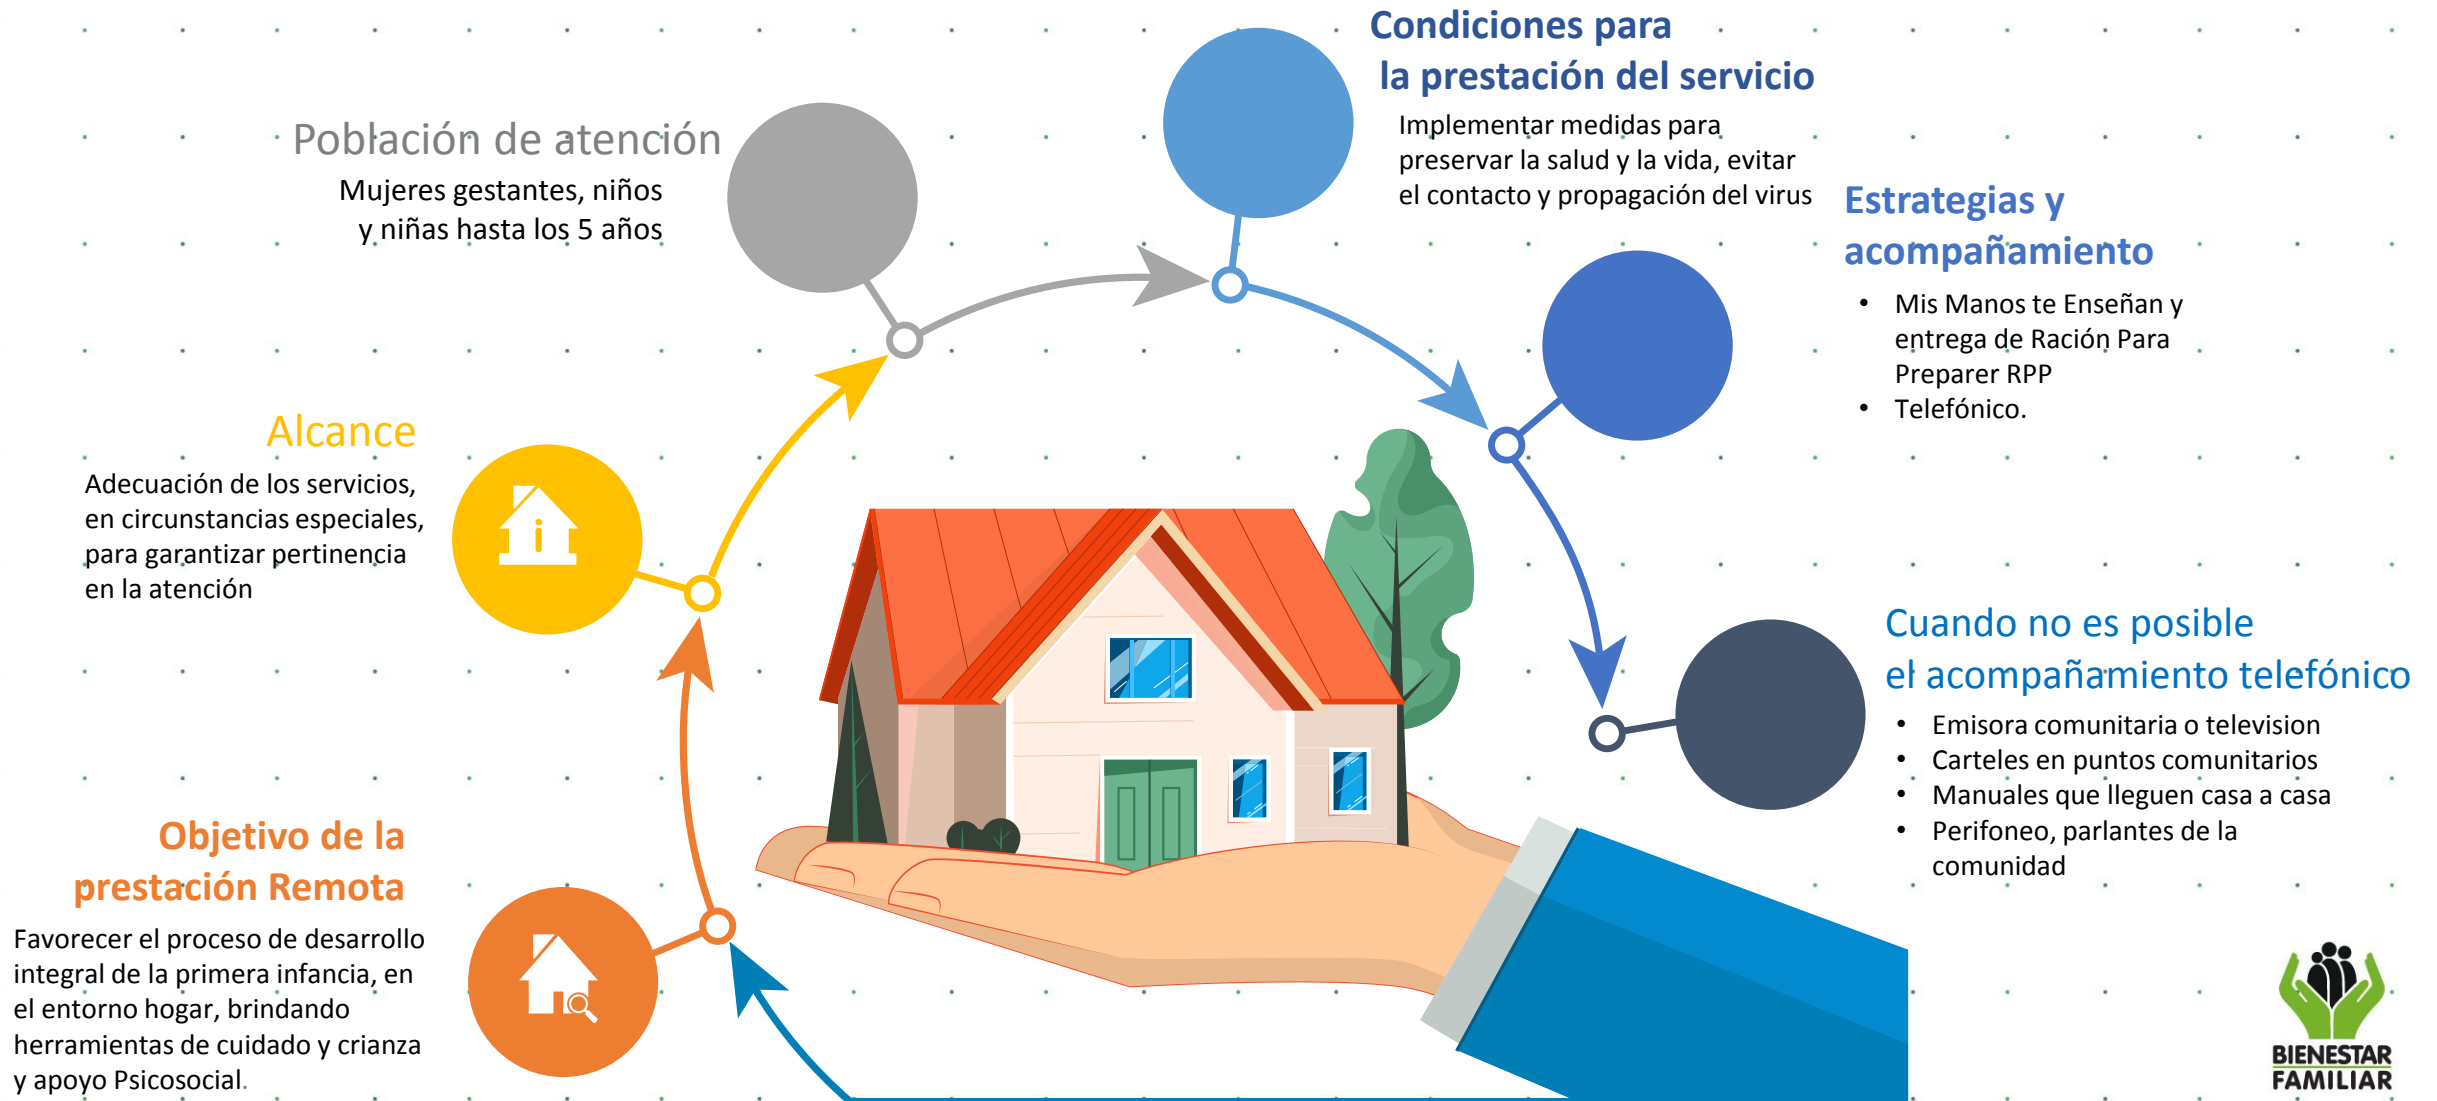 Condiciones para
la prestación del servicio
Implementar medidas para
preservar la salud y la vida, evitar
el contacto y propagación del virus
Población de atención
Mujeres gestantes, niños
y niñas hasta los 5 años
Estrategias y
acompañamiento
• Mis Manos te Enseñan y
entrega de Ración Para
Preparer RPP
• Telefónico.
Alcance
Adecuación de los servicios,
en circunstancias especiales,
para garantizar pertinencia
en la atención
i
Cuando no es posible
el acompañamiento telefónico
• Emisora comunitaria o television
• Carteles en puntos comunitarios
• Manuales que lleguen casa a casa
• Perifoneo, parlantes de la
comunidad
Objetivo de la
prestación Remota
Favorecer el proceso de desarrollo
integral de la primera infancia, en
el entorno hogar, brindando
herramientas de cuidado y crianza
y apoyo Psicosocial.
BIENESTAR
FAMILIAR